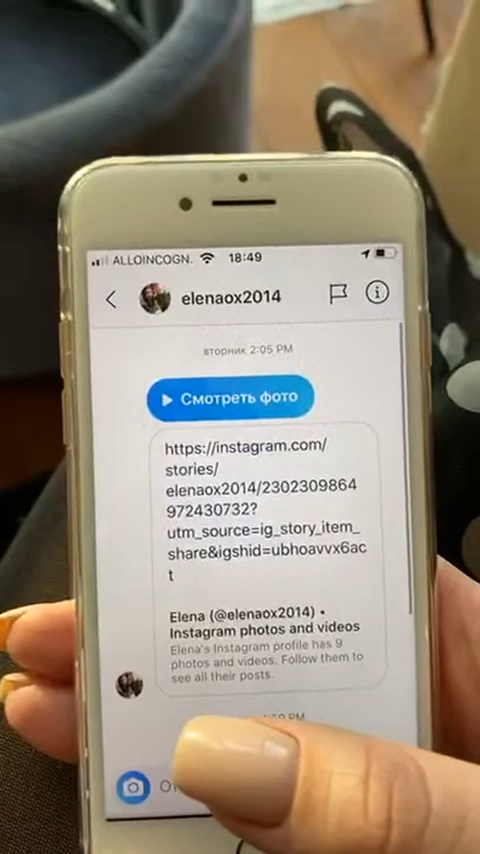 ALLOINCOGN. 18:49
elenaox2014
вторник 2:05 PM
Смотреть фото
https://instagram.com/
stories/
elenaox2014/2302309864
972430732?
utm_source=ig_story_item_
share&igshid=ubhoavvx6ac
t
Elena (@elenaox2014) •
Instagram photos and videos
Elena's Instagram profile has 9
photos and videos. Follow them to
see all their posts.
PM